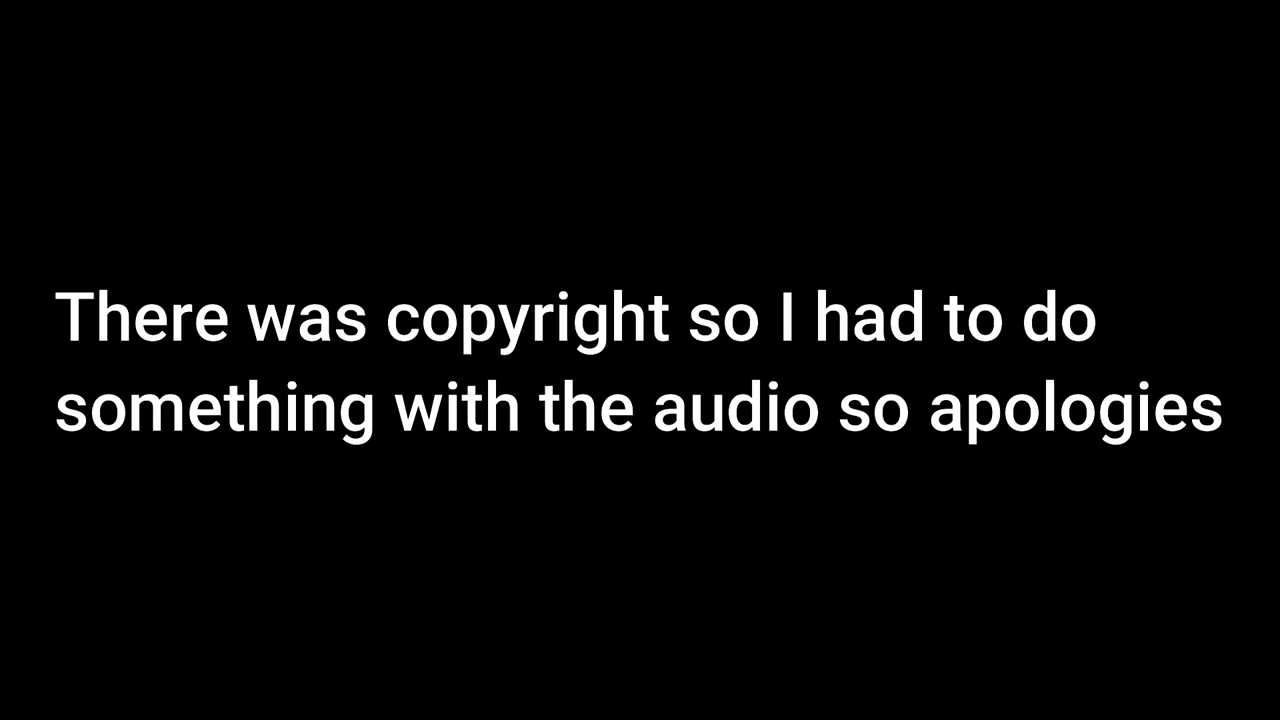 There was copyright so I had to do
something with the audio so apologies